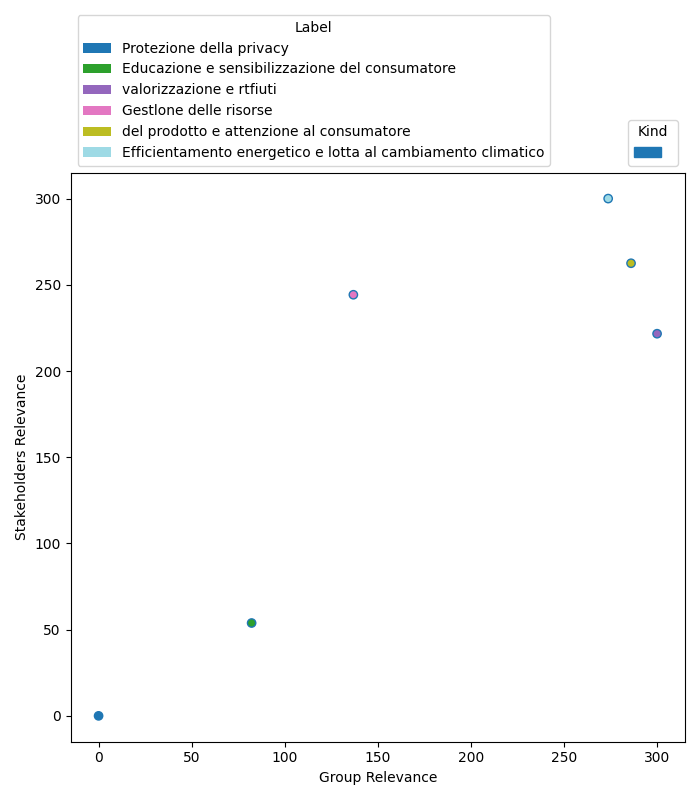 Label
Protezione della privacy
Educazione e sensibilizzazione del consumatore
valorizzazione e rtfiuti
Gestlone delle risorse
del prodotto e attenzione al consumatore
Efficientamento energetico e lotta al cambiamento climatico
Kind
300
250
200
150
100
50
0
Stakeholders Relevance
0 50 100 150 200 250 300
Group Relevance